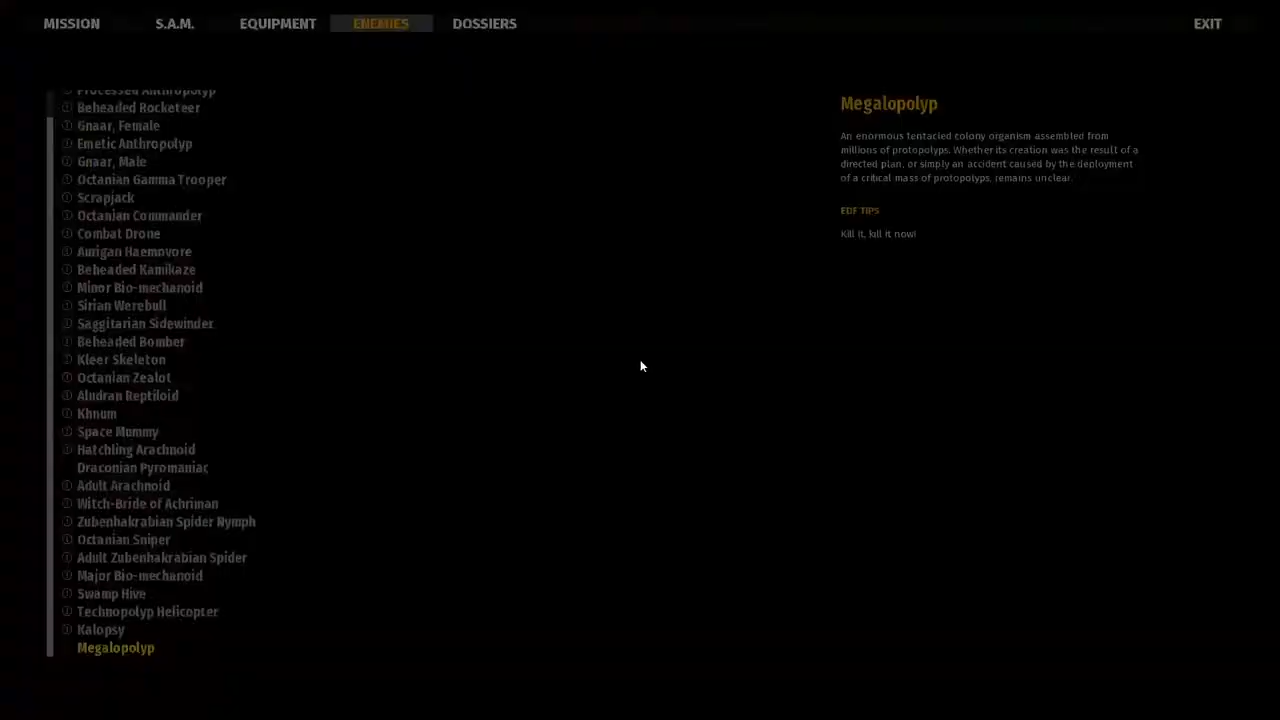 MISSION S.A.M. EQUIPMENT ENEMIES DOSSIERS EXIT
Processed Anthropolyp
Beheaded Rocketeer
Gnaar, Female
Emetic Anthropolyp
Gnaar, Male
Octanian Gamma Trooper
Scrapjack
Octanian Commander
Combat Drone
Aurigan Haemovore
Beheaded Kamikaze
Minor Bio-mechanoid
Sirian Werebull
Saggitarian Sidewinder
Beheaded Bomber
Kleer Skeleton
Octanian Zealot
Aludran Reptiloid
Khnum
Space Mummy
Hatchling Arachnoid
Draconian Pyromaniac
Adult Arachnoid
Witch-Bride of Achriman
Zubenhakrabian Spider Nymph
Octanian Sniper
Adult Zubenhakrabian Spider
Major Bio-mechanoid
Swamp Hive
Technopolyp Helicopter
Kalopsy
Megalopolyp
Megalopolyp
An enormous tentacled colony organism assembled from
millions of protopolyps. Whether its creation was the result of a
directed plan, or simply an accident caused by the deployment
of a critical mass of protopolyps, remains unclear.
EDF TIPS
Kill it, kill it now!